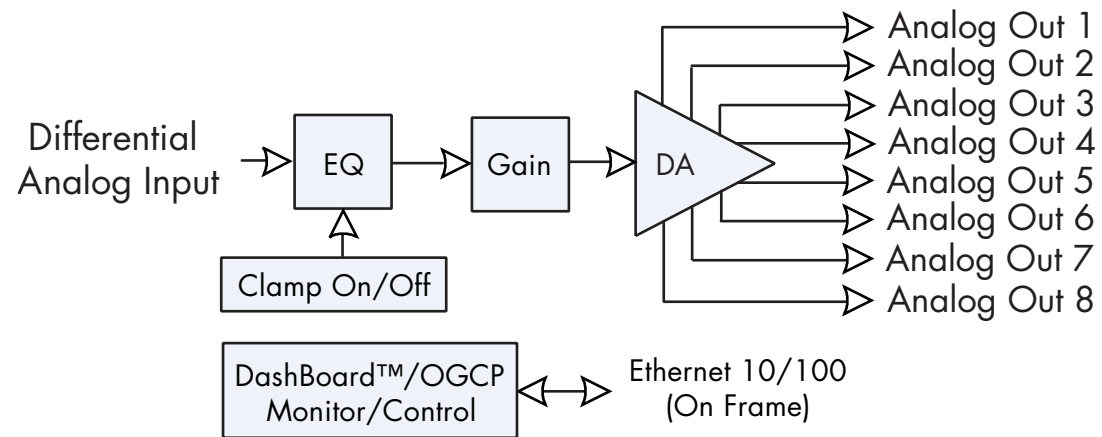 Differential
Analog Input
EQ
Gain
DA
Clamp On/Off
Analog Out 1
Analog Out 2
Analog Out 3
Analog Out 4
Analog Out 5
Analog Out 6
Analog Out 7
Analog Out 8
DashBoard™/OGCP
Monitor/Control
Ethernet 10/100
(On Frame)